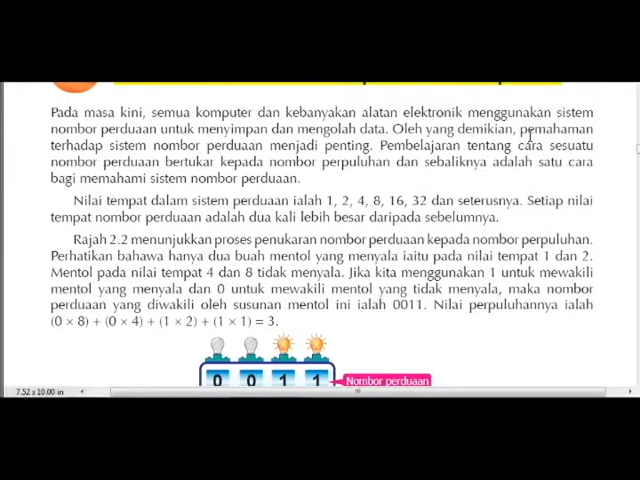 Pada masa kini, semua komputer dan kebanyakan alatan elektronik menggunakan sistem
nombor perduaan untuk menyimpan dan mengolah data. Oleh yang demikian, pemahaman
terhadap sistem nombor perduaan menjadi penting. Pembelajaran tentang cara sesuatu
nombor perduaan bertukar kepada nombor perpuluhan dan sebaliknya adalah satu cara
bagi memahami sistem nombor perduaan.
Nilai tempat dalam sistem perduaan ialah 1, 2, 4, 8, 16, 32 dan seterusnya. Setiap nilai
tempat nombor perduaan adalah dua kali lebih besar daripada sebelumnya.
Rajah 2.2 menunjukkan proses penukaran nombor perduaan kepada nombor perpuluhan.
Perhatikan bahawa hanya dua buah mentol yang menyala iaitu pada nilai tempat 1 dan 2.
Mentol pada nilai tempat 4 dan 8 tidak menyala. Jika kita menggunakan 1 untuk mewakili
mentol yang menyala dan 0 untuk mewakili mentol yang tidak menyala, maka nombor
perduaan yang diwakili oleh susunan mentol ini ialah 0011. Nilai perpuluhannya ialah
(0 × 8) + (0 × 4) + (1 × 2) + (1 × 1) = 3.
0 0 1 1 Nombor perduaan
7.52 x 10.00 in